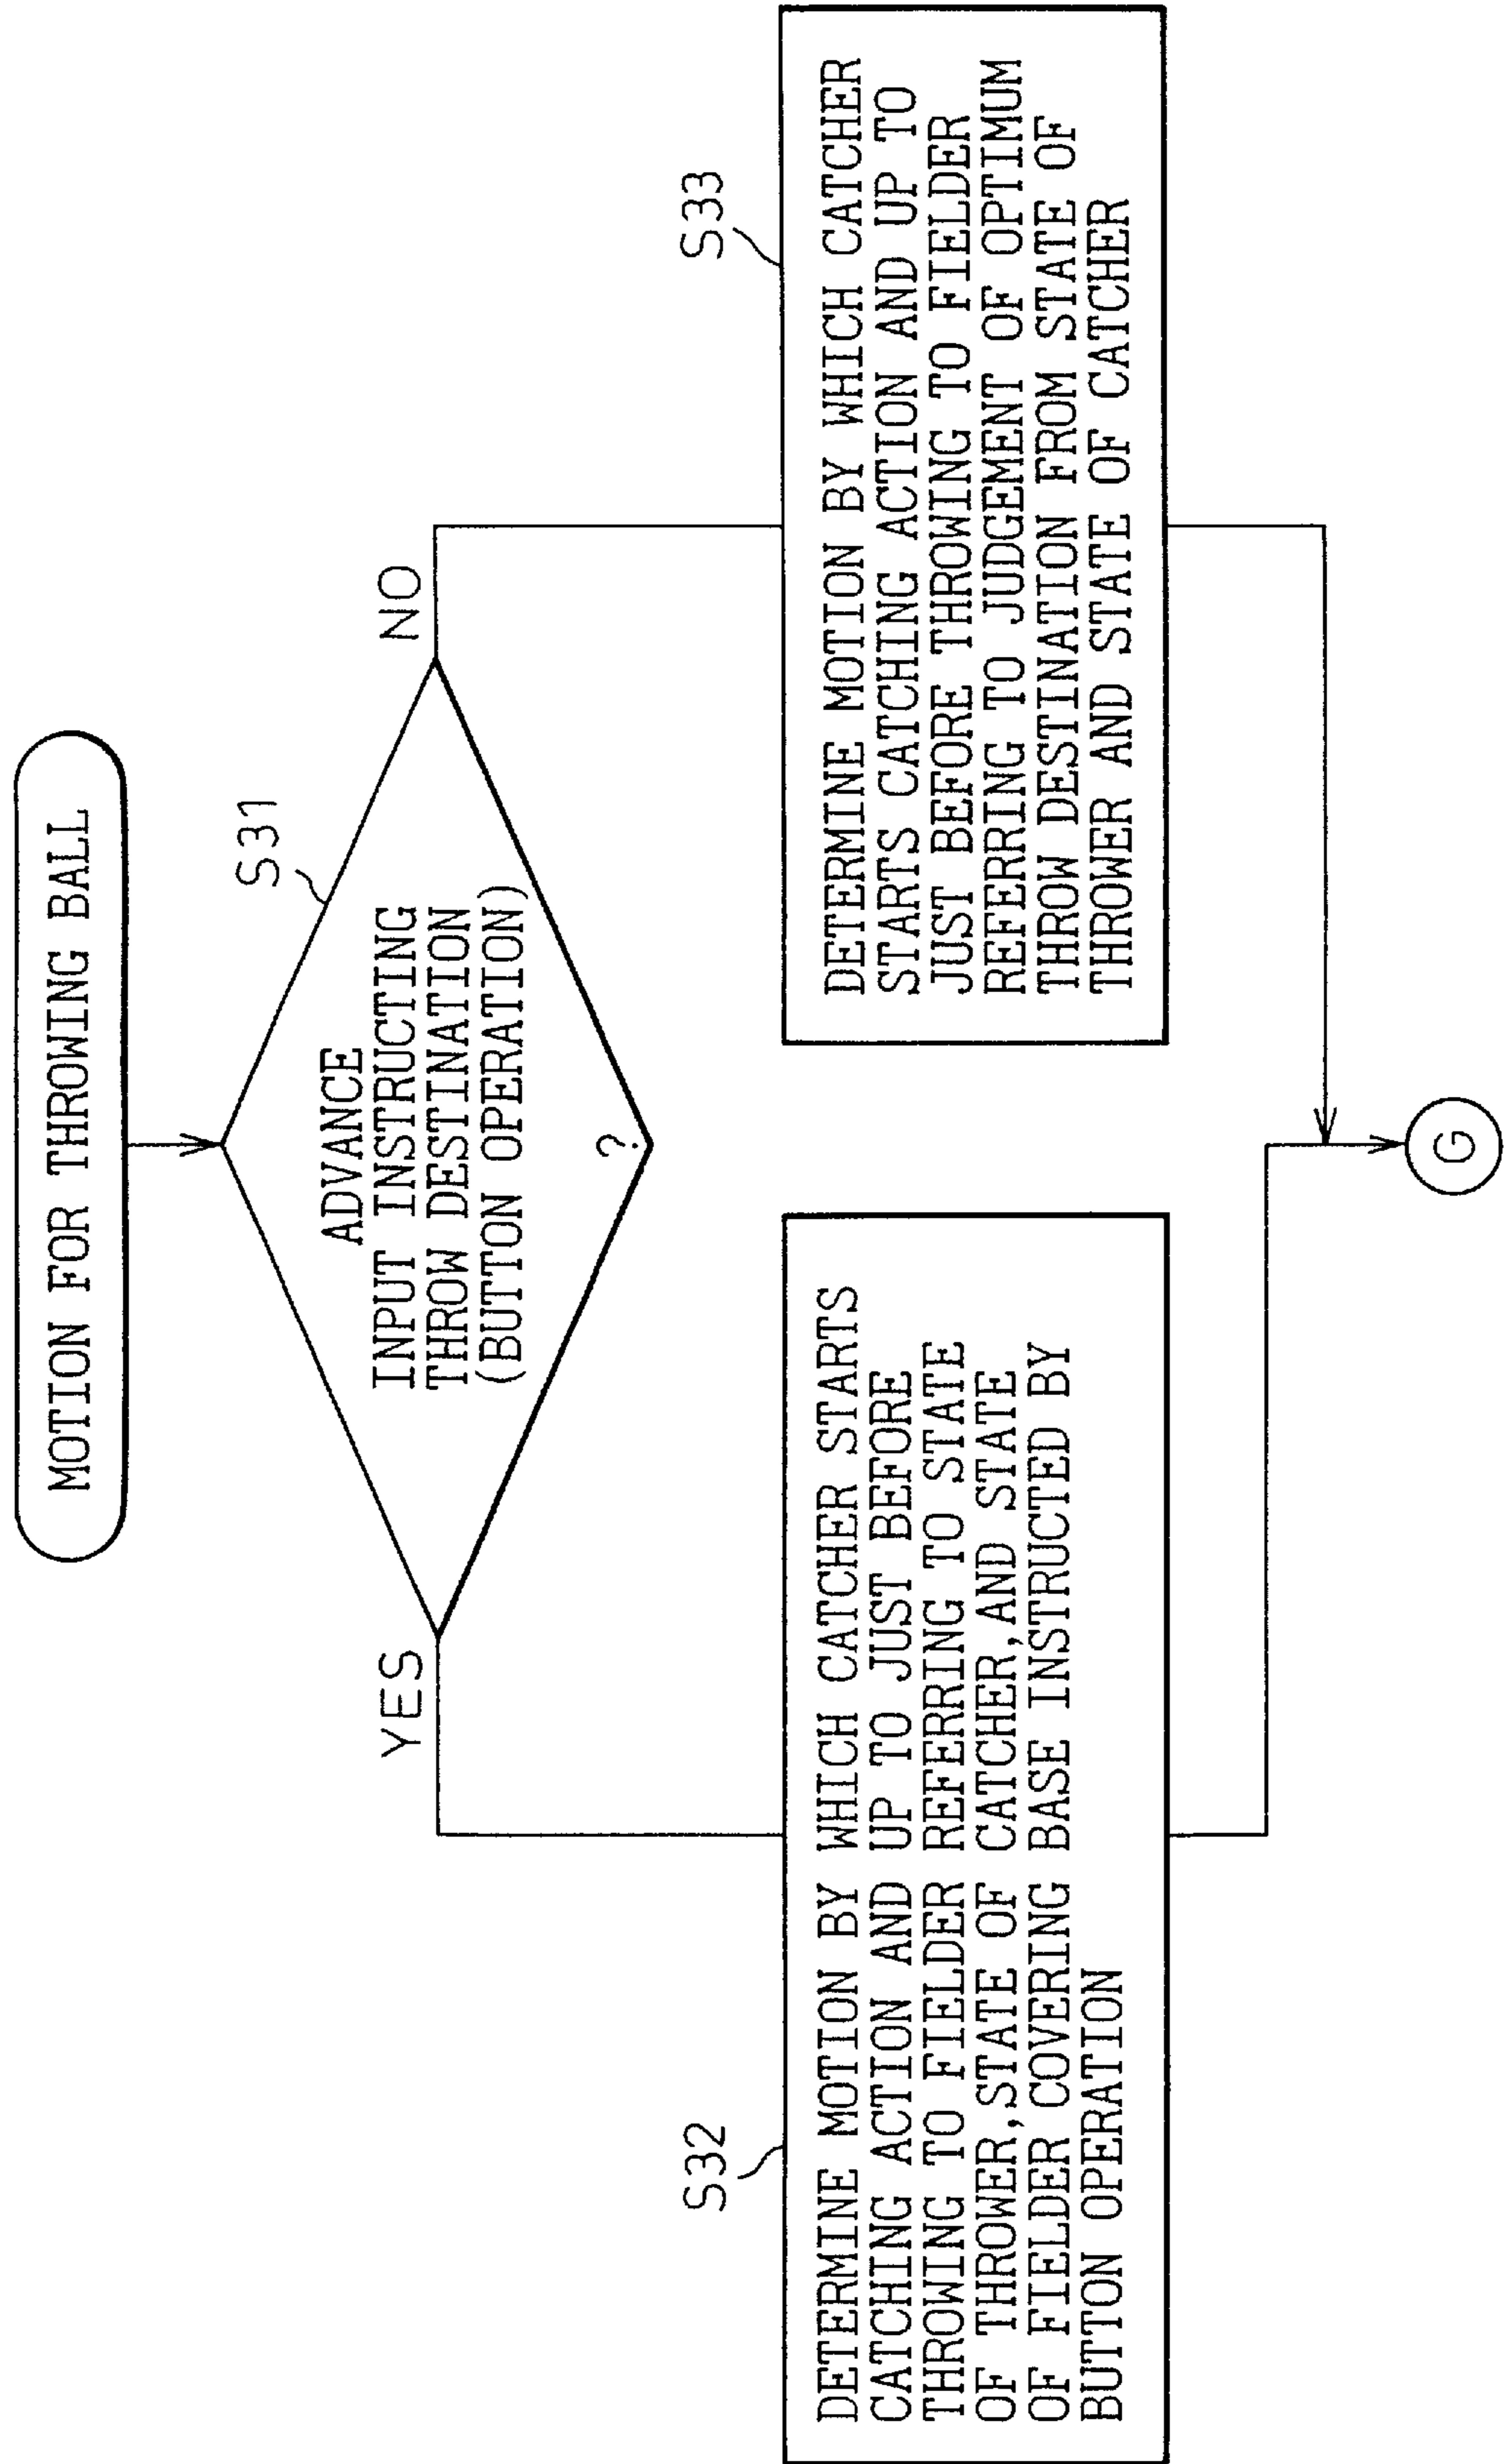 MOTION FOR THROWING BALL
S31
ADVANCE
INPUT INSTRUCTING
THROW DESTINATION
(BUTTON OPERATION)
?
YES
NO
S32
DETERMINE MOTION BY WHICH CATCHER STARTS
CATCHING ACTION AND UP TO JUST BEFORE
THROWING TO FIELDER REFERRING TO STATE
OF THROWER,STATE OF CATCHER,AND STATE
OF FIELDER COVERING BASE INSTRUCTED BY
BUTTON OPERATION
S33
DETERMINE MOTION BY WHICH CATCHER
STARTS CATCHING ACTION AND UP TO
JUST BEFORE THROWING TO FIELDER
REFERRING TO JUDGEMENT OF OPTIMUM
THROW DESTINATION FROM STATE OF
THROWER AND STATE OF CATCHER
G